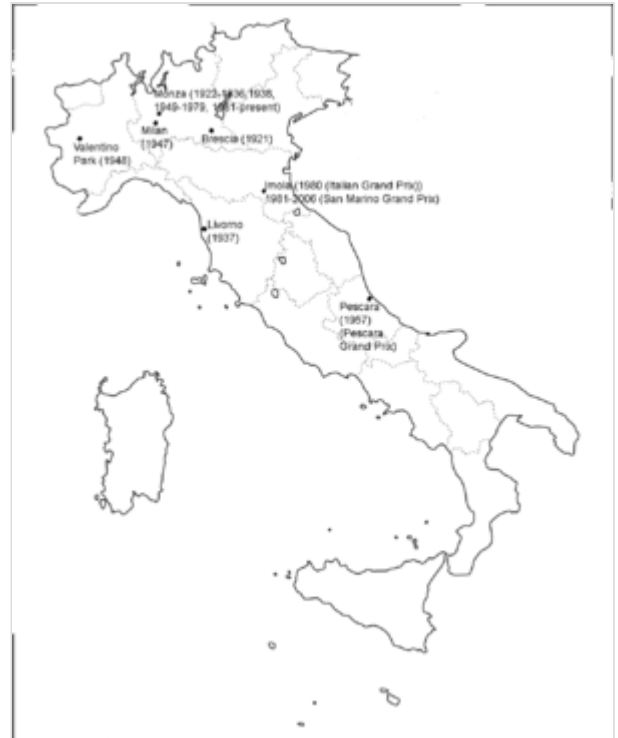 Monza (1922-1936,1938,
1949-1979, 1981-present)
Milan
(1947)
Brescia (1921)
Valentino
Park (1948)
Imola (1980 (Italian Grand Prix))
1981-2006 (San Marino Grand Prix)
Livorno
(1937)
Pescara
(1957)
(Pescara
Grand Prix)